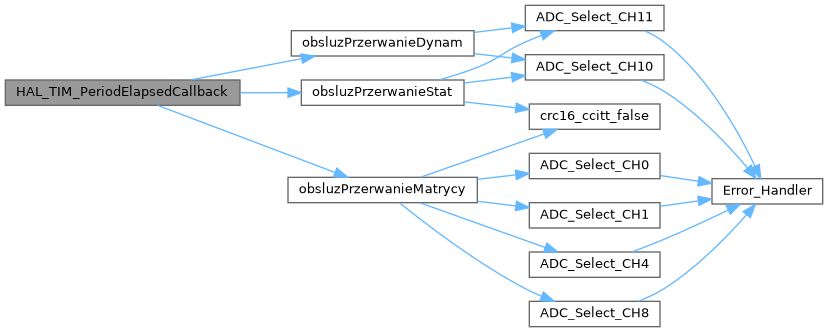 HAL_TIM_PeriodElapsedCallback
obsluzPrzerwanieDynam
obsluzPrzerwanieStat
obsluzPrzerwanieMatrycy
ADC_Select_CH11
ADC_Select_CH10
crc16_ccitt_false
ADC_Select_CH0
ADC_Select_CH1
ADC_Select_CH4
ADC_Select_CH8
Error_Handler